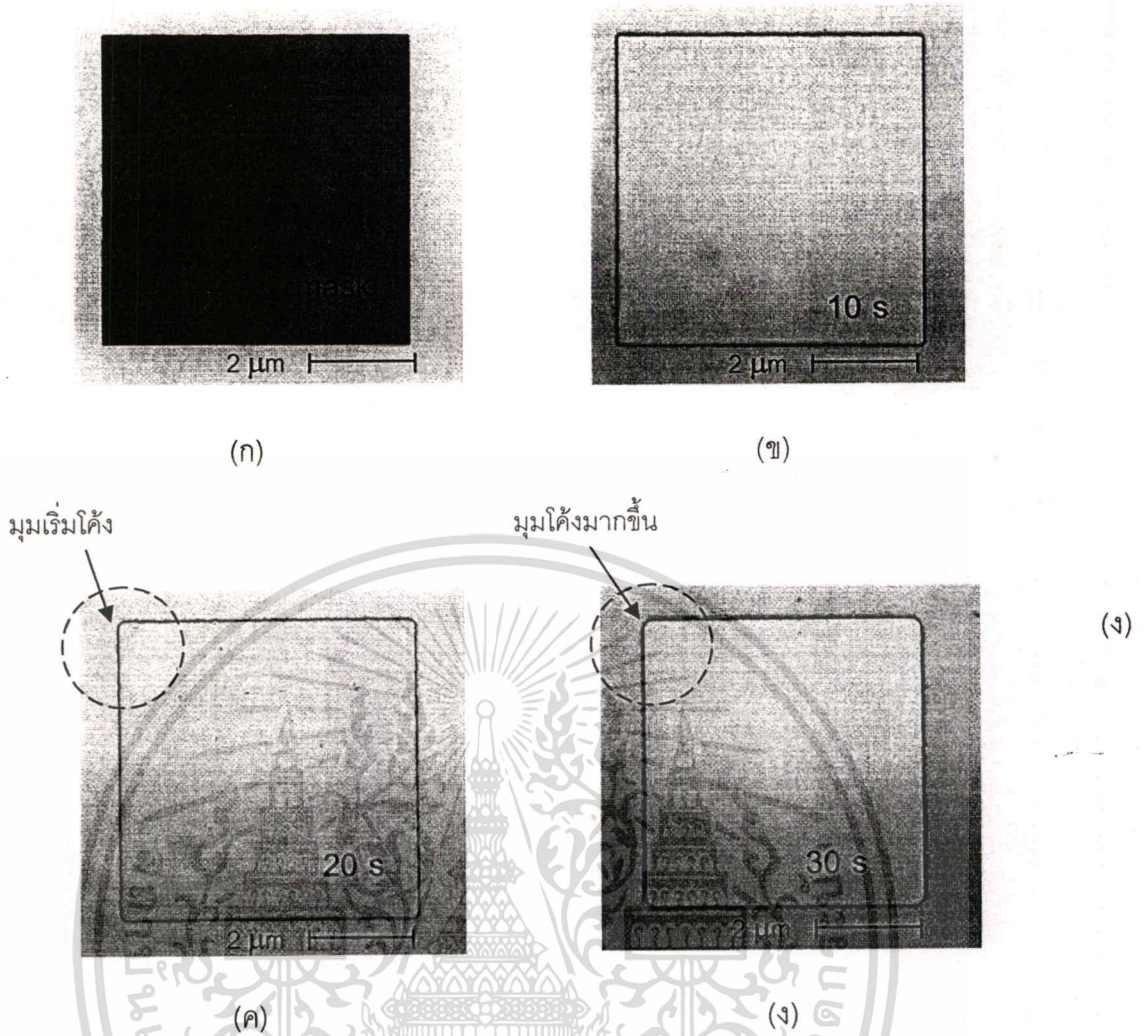 mask
2 μm
10 s
2 μm
(ก)
(ข)
มุมเริ่มโค้ง
มุมโค้งมากขึ้น
(ง)
20 s
2 μm
30 s
2 μm
(ค)
(ง)